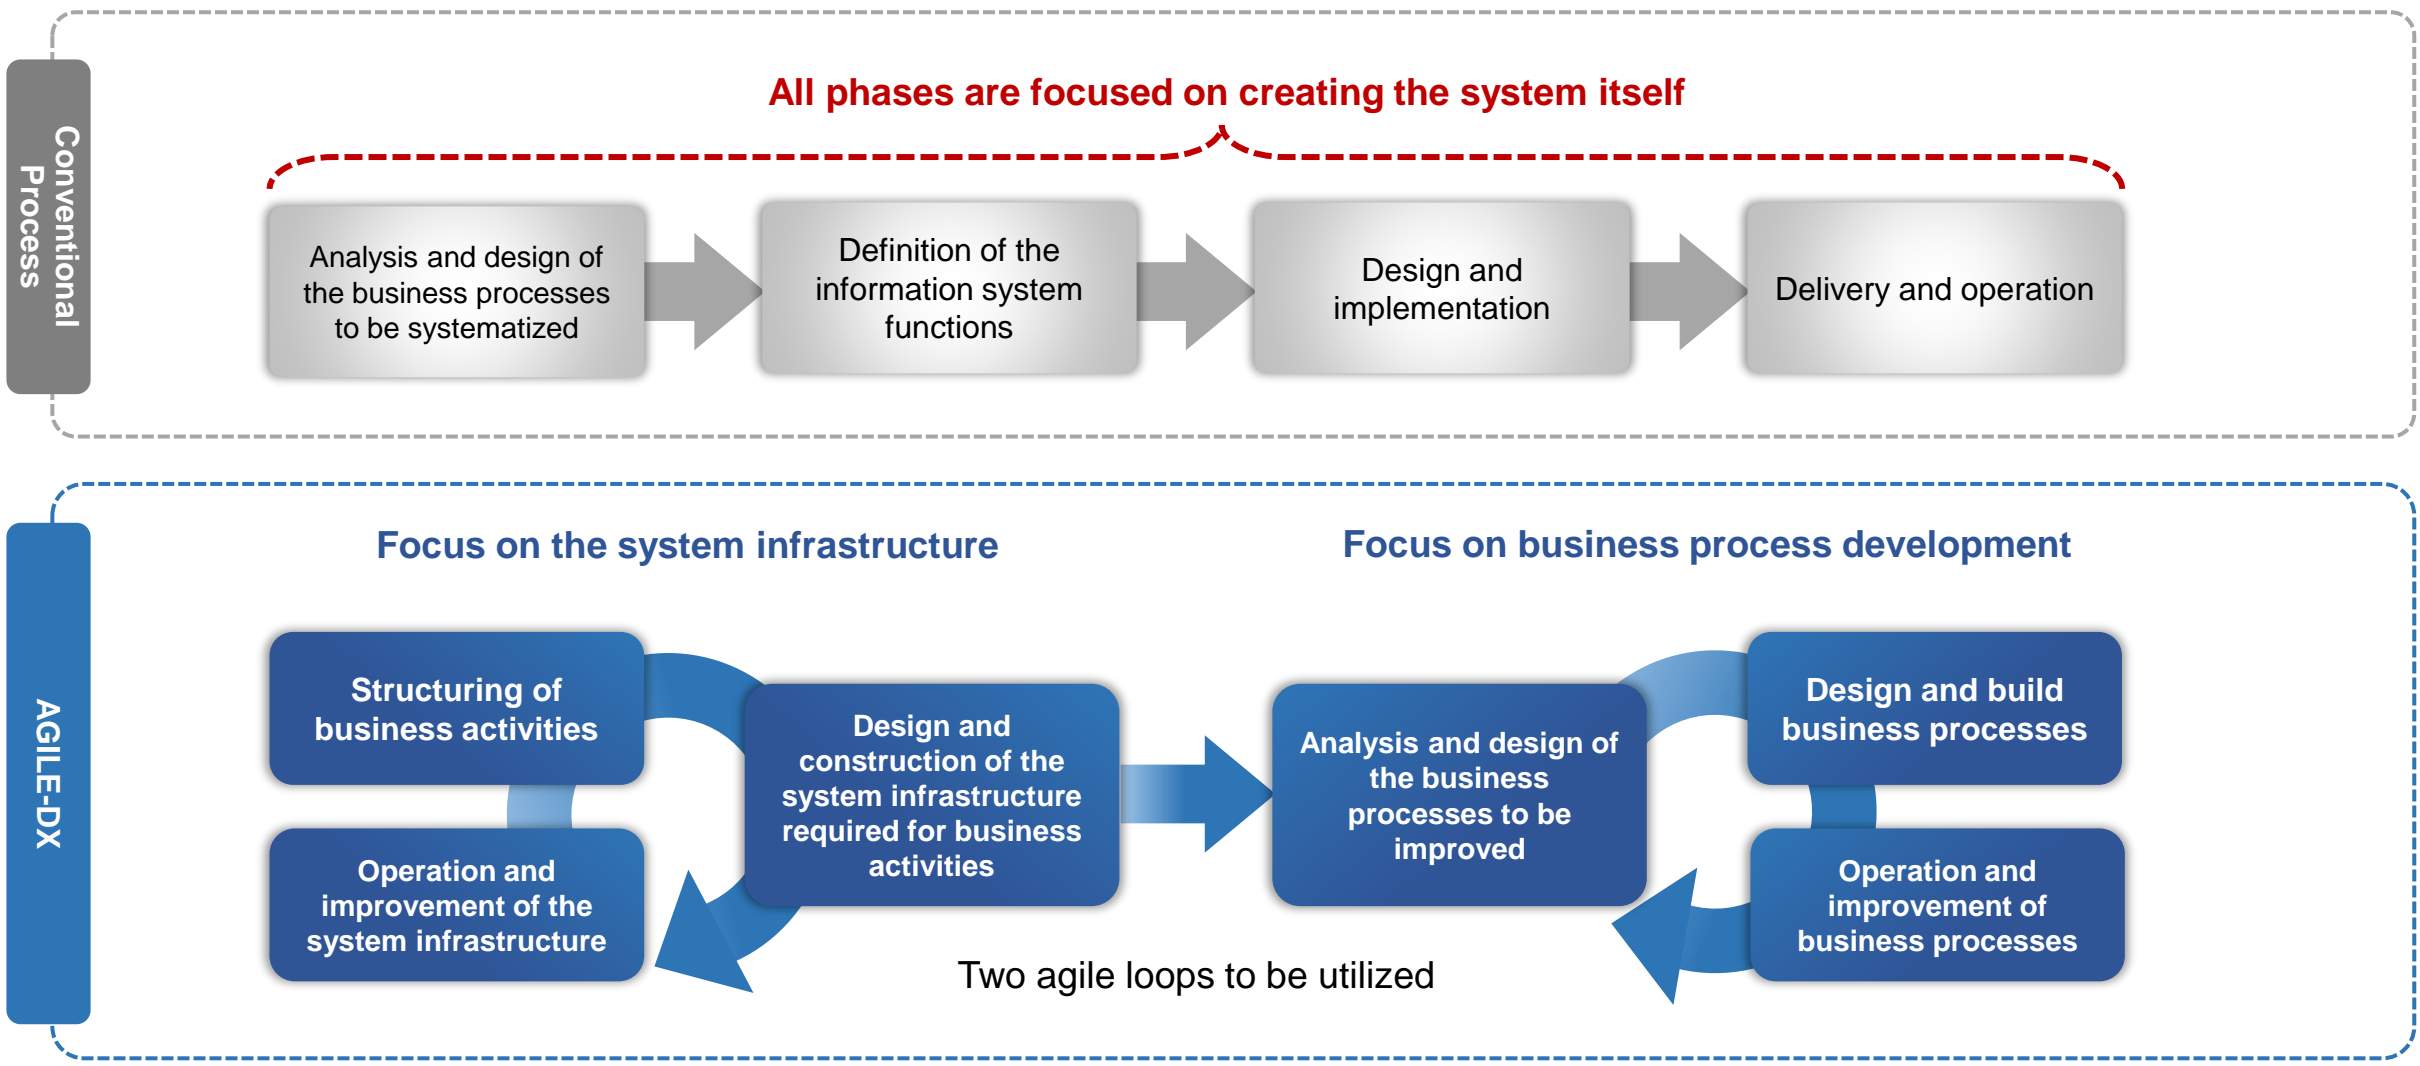 Conventional
Process
All phases are focused on creating the system itself
Analysis and design of
the business processes
to be systematized
Definition of the
information system
functions
Design and
implementation
Delivery and operation
AGILE-DX
Focus on the system infrastructure
Focus on business process development
Structuring of
business activities
Design and
construction of the
system infrastructure
required for business
activities
Operation and
improvement of the
system infrastructure
Analysis and design of
the business
processes to be
improved
Design and build
business processes
Operation and
improvement of
business processes
Two agile loops to be utilized